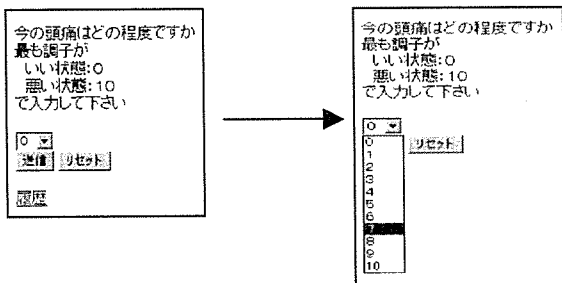 今の頭痛はどの程度ですか
最も調子が
いい状態:0
悪い状態:10
で入力して下さい
0
送信 リセット
履歴
今の頭痛はどの程度ですか
最も調子が
いい状態:0
悪い状態:10
で入力して下さい
0
0 リセット
1
2
3
4
5
6
7
8
9
10